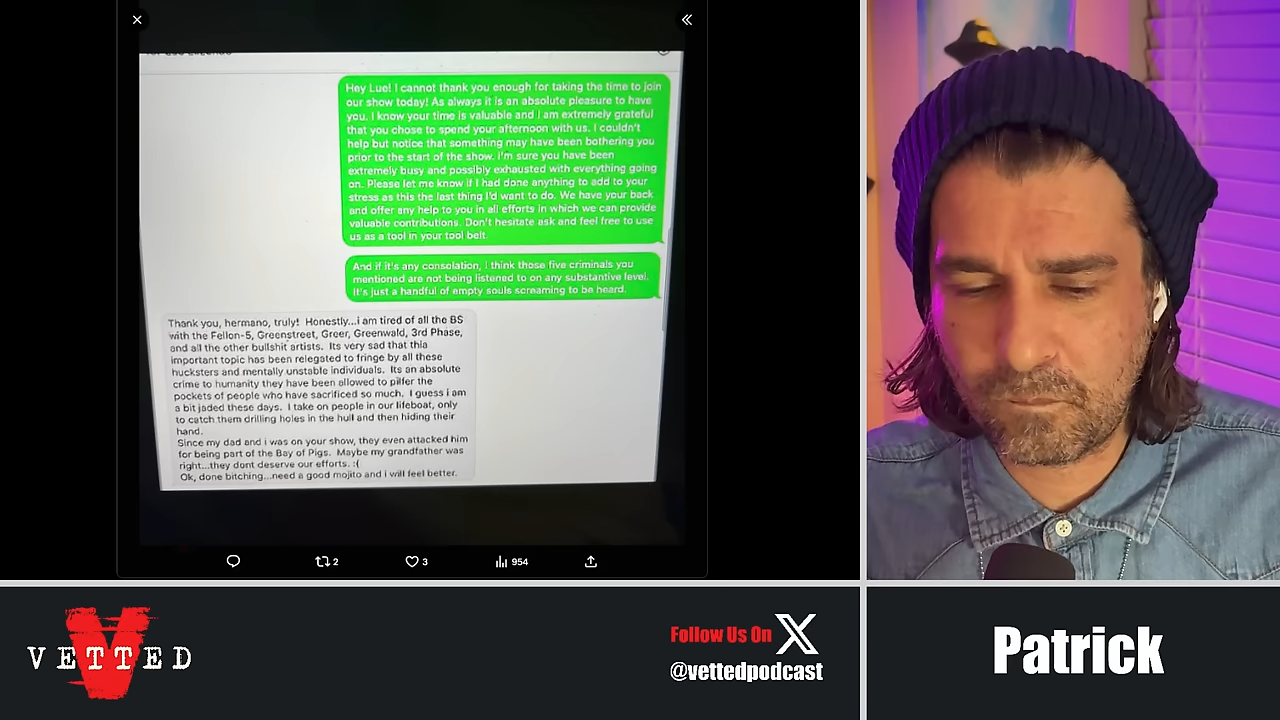 Hey Lue! I cannot thank you enough for taking the time to join
our show today! As always it is an absolute pleasure to have
you. I know your time is valuable and I am extremely grateful
that you chose to spend your afternoon with us. I couldn't
help but notice that something may have been bothering you
prior to the start of the show. I'm sure you have been
extremely busy and possibly exhausted with everything going
on. Please let me know if I had done anything to add to your
stress as this the last thing I'd want to do. We have your back
and offer any help to you in all efforts in which we can provide
valuable contributions. Don't hesitate ask and feel free to use
us as a tool in your tool belt.
And if it's any consolation, I think those five criminals you
mentioned are not being listened to on any substantive level.
It's just a handful of empty souls screaming to be heard.
Thank you, hermano, truly! Honestly...i am tired of all the BS
with the Fellon-5, Greenstreet, Greer, Greenwald, 3rd Phase,
and all the other bullshit artists. Its very sad that this
important topic has been relegated to fringe by all these
hucksters and mentally unstable individuals. Its an absolute
crime to humanity they have been allowed to pilfer the
pockets of people who have sacrificed so much. I guess i am
a bit jaded these days. I take on people in our lifeboat, only
to catch them drilling holes in the hull and then hiding their
hand.
Since my dad and i was on your show, they even attacked him
for being part of the Bay of Pigs. Maybe my grandfather was
right...they dont deserve our efforts. :(
Ok, done bitching...need a good mojito and i will feel better.
2
3
954
V
VETTED
Follow Us On X
@vettedpodcast
Patrick